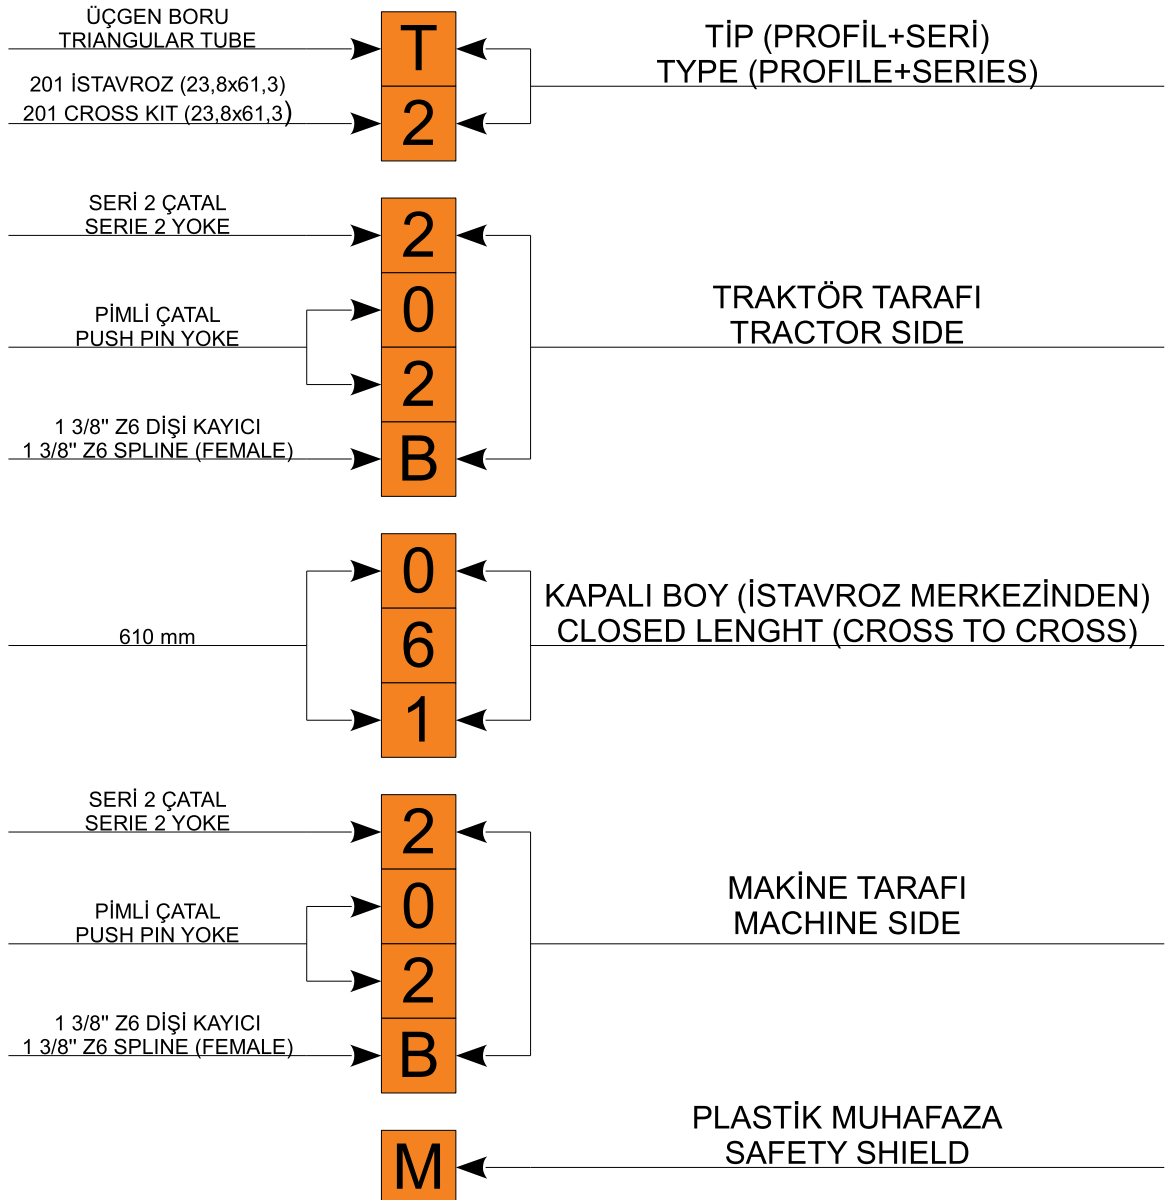 ÜÇGEN BORU
TRIANGULAR TUBE
T
TİP (PROFİL+SERİ)
TYPE (PROFILE+SERIES)
201 İSTAVROZ (23,8x61,3)
201 CROSS KIT (23,8x61,3)
2
SERİ 2 ÇATAL
SERIE 2 YOKE
2
PİMLİ ÇATAL
PUSH PIN YOKE
0
2
TRAKTÖR TARAFI
TRACTOR SIDE
1 3/8" Z6 DİŞİ KAYICI
1 3/8" Z6 SPLINE (FEMALE)
B
0
610 mm
6
KAPALI BOY (İSTAVROZ MERKEZİNDEN)
CLOSED LENGHT (CROSS TO CROSS)
1
SERİ 2 ÇATAL
SERIE 2 YOKE
2
PİMLİ ÇATAL
PUSH PIN YOKE
0
2
MAKİNE TARAFI
MACHINE SIDE
1 3/8" Z6 DİŞİ KAYICI
1 3/8" Z6 SPLINE (FEMALE)
B
M
PLASTİK MUHAFAZA
SAFETY SHIELD